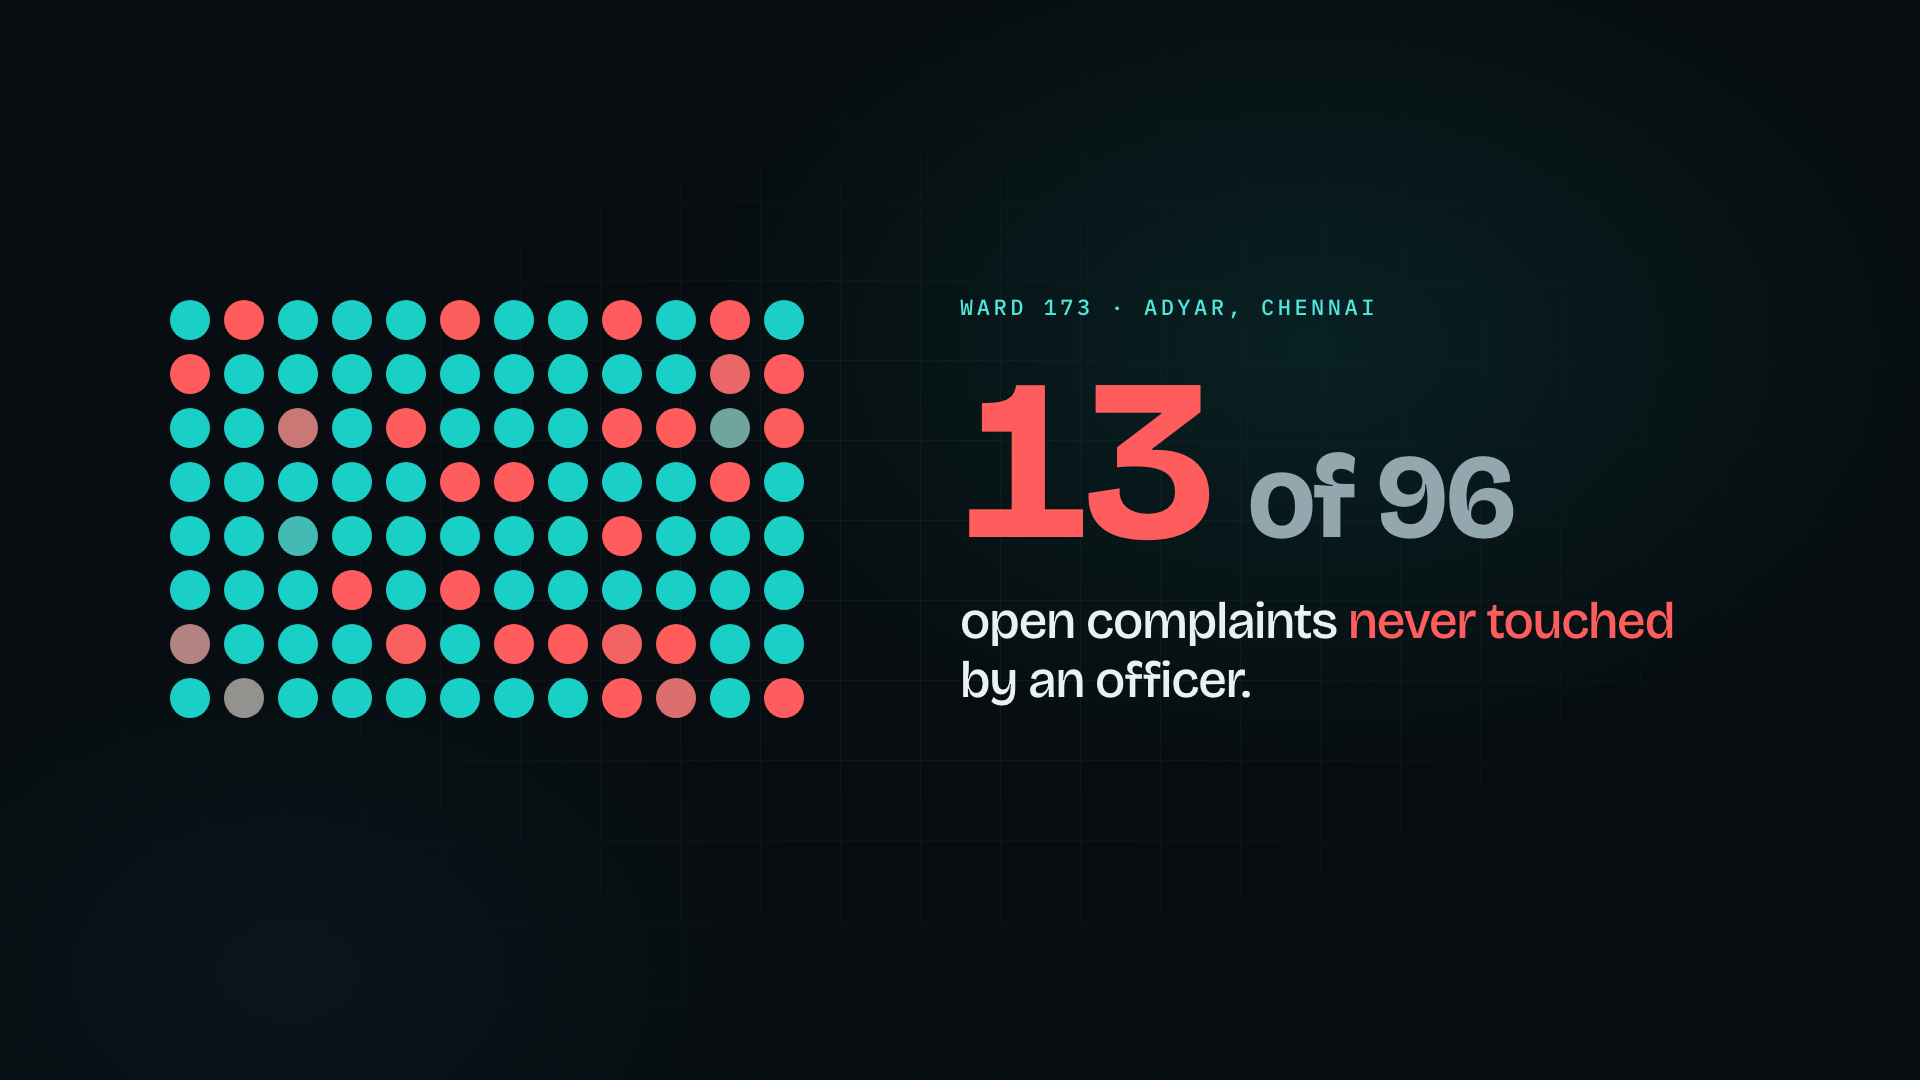 WARD 173 · ADYAR, CHENNAI
13 of 96
open complaints never touched
by an officer.